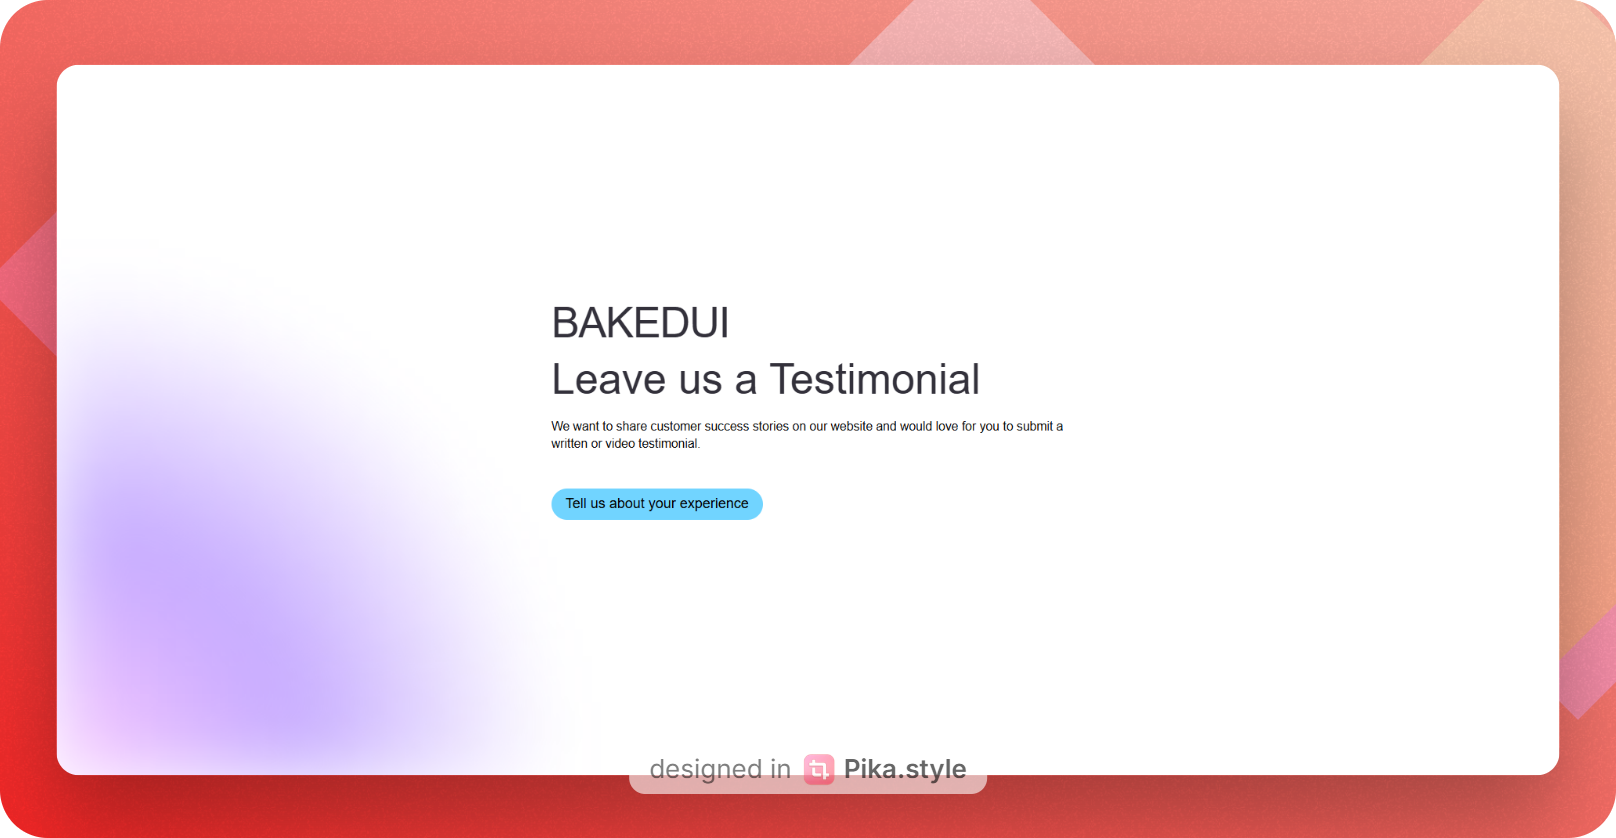 BAKEDUI
Leave us a Testimonial
We want to share customer success stories on our website and would love for you to submit a
written or video testimonial.
Tell us about your experience
designed in Pika.style